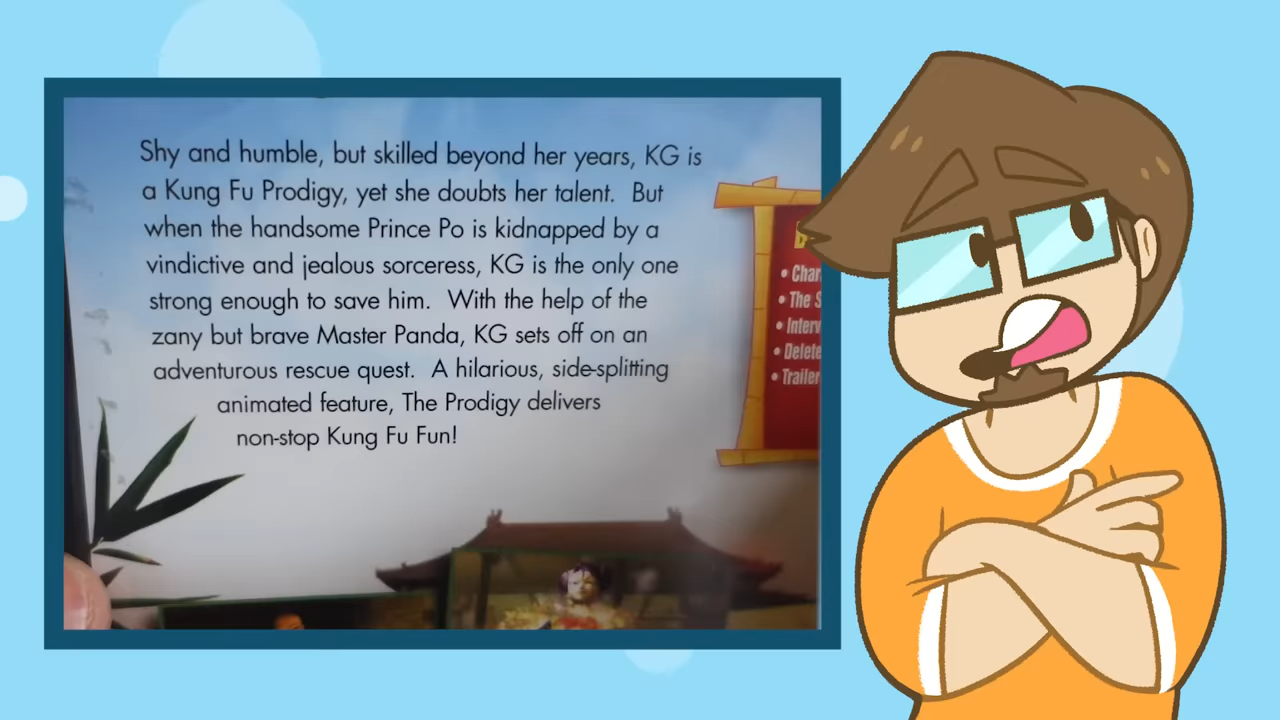 Shy and humble, but skilled beyond her years, KG is
a Kung Fu Prodigy, yet she doubts her talent.  But
when the handsome Prince Po is kidnapped by a
vindictive and jealous sorceress, KG is the only one
strong enough to save him.  With the help of the
zany but brave Master Panda, KG sets off on an
adventurous rescue quest.  A hilarious, side-splitting
animated feature, The Prodigy delivers
non-stop Kung Fu Fun!
• The
• Trailer